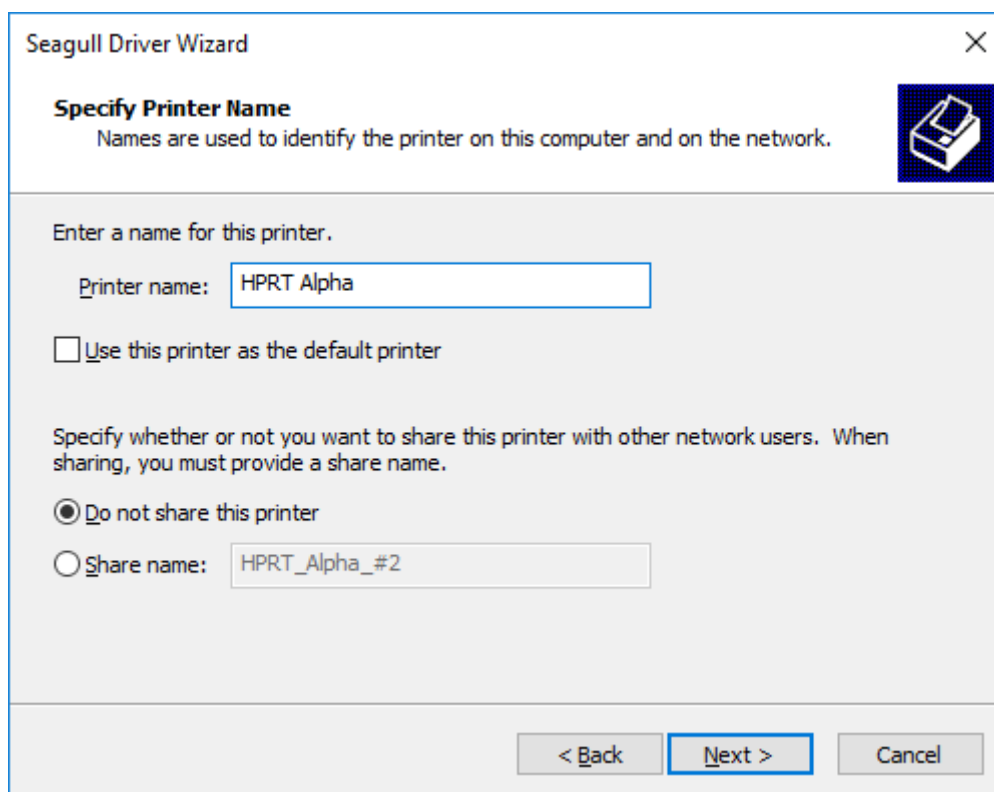 Seagull Driver Wizard
Specify Printer Name
Names are used to identify the printer on this computer and on the network.
Enter a name for this printer.
Printer name: HPRT Alpha
Use this printer as the default printer
Specify whether or not you want to share this printer with other network users.  When
sharing, you must provide a share name.
Do not share this printer
Share name: HPRT_Alpha_#2
< Back Next > Cancel